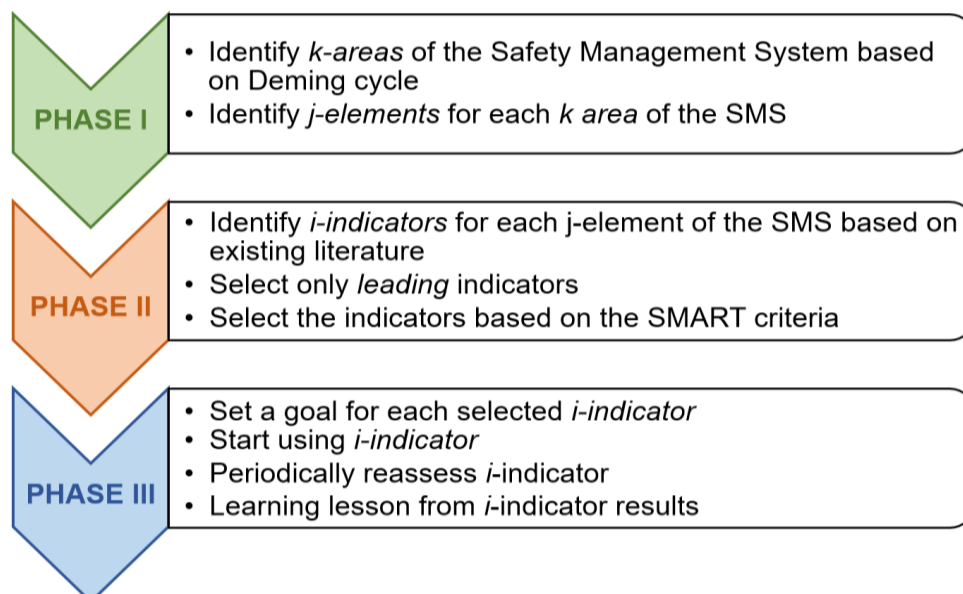 PHASE I
• Identify k-areas of the Safety Management System based
on Deming cycle
• Identify j-elements for each k area of the SMS
PHASE II
• Identify i-indicators for each j-element of the SMS based on
existing literature
• Select only leading indicators
• Select the indicators based on the SMART criteria
PHASE III
• Set a goal for each selected i-indicator
• Start using i-indicator
• Periodically reassess i-indicator
• Learning lesson from i-indicator results